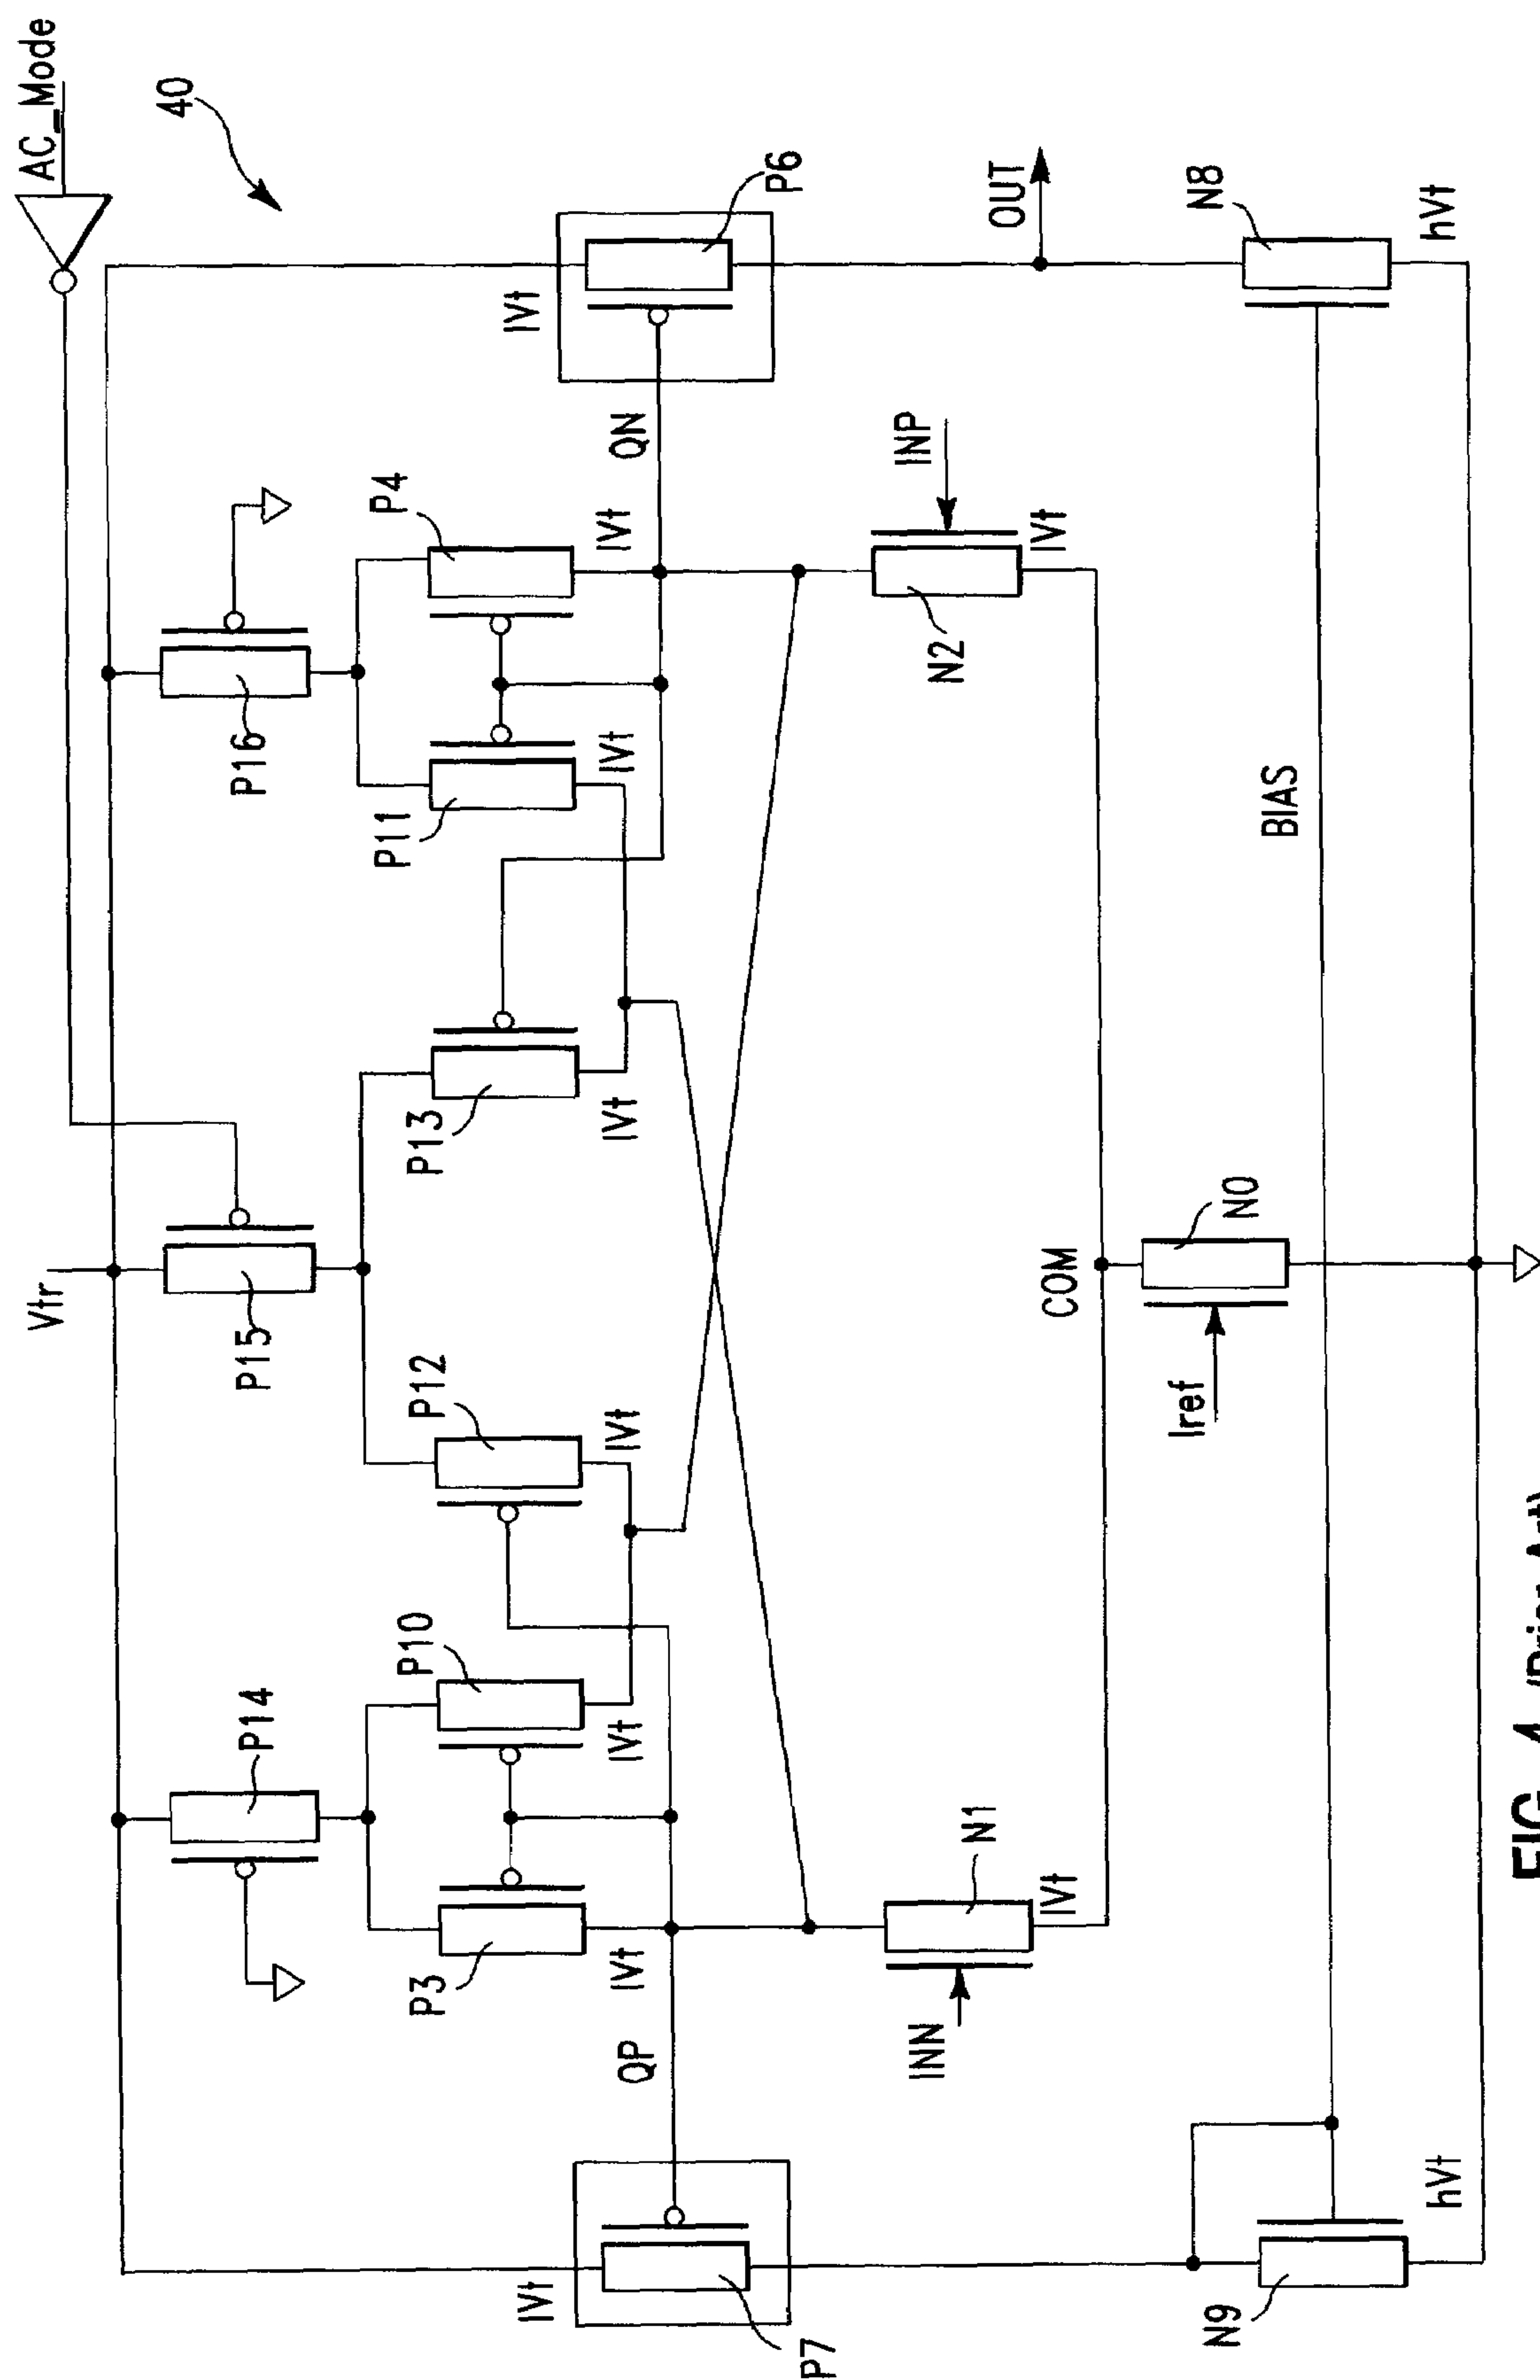 AC_Mode
40
Vtr
P14
P15
P16
P3
P10
P12
P13
P11
P4
lVt
lVt
lVt
lVt
lVt
lVt
lVt
lVt
P7
QP
QN
P6
INN
N1
lVt
INP
N2
lVt
OUT
COM
Iref
N0
BIAS
N9
hVt
N8
hVt
FIG. 4 (Prior Art)